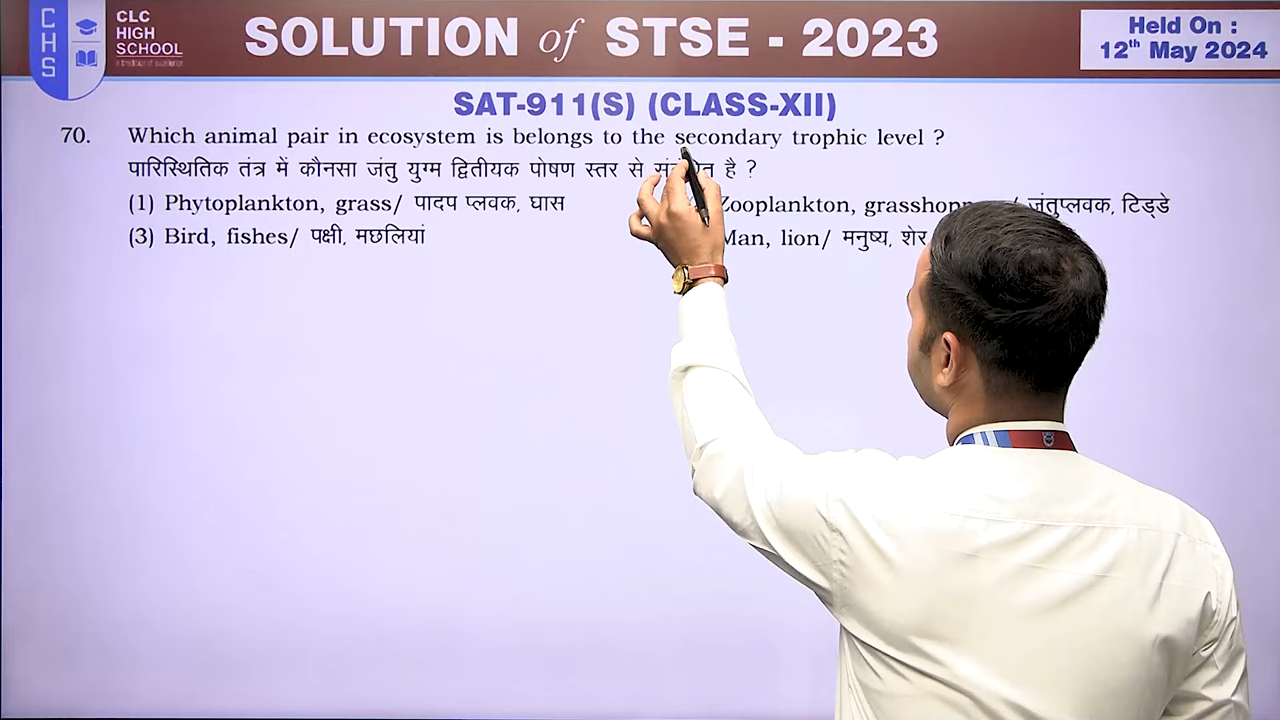 CHS
CLC
HIGH
SCHOOL
SOLUTION of STSE - 2023
Held On :
12th May 2024
SAT-911(S) (CLASS-XII)
70. Which animal pair in ecosystem is belongs to the secondary trophic level ?
पारिस्थितिक तंत्र में कौनसा जंतु युग्म द्वितीयक पोषण स्तर से है ?
(1) Phytoplankton, grass/ पादप प्लवक, घास
Zooplankton, / जंतुप्लवक, टिड्डे
(3) Bird, fishes/ पक्षी, मछलियां
Man, lion/ मनुष्य, शेर